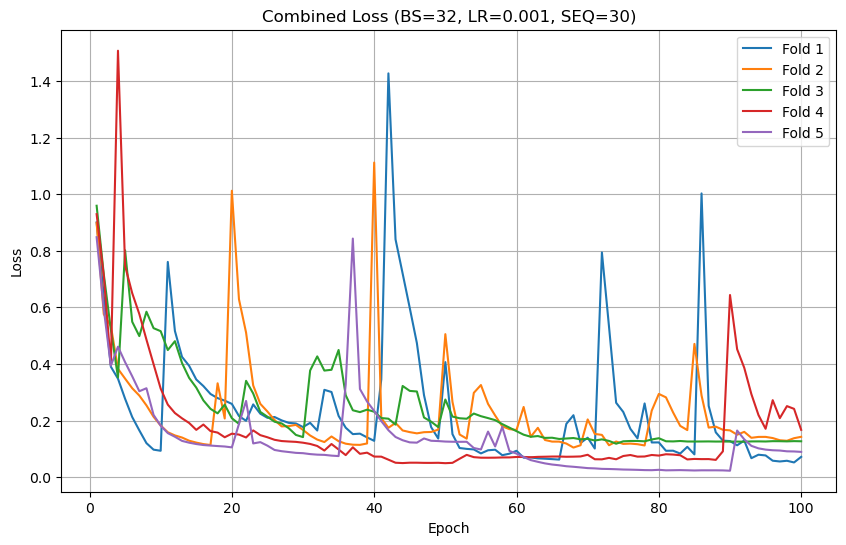 Combined Loss (BS=32, LR=0.001, SEQ=30)
Fold 1
Fold 2
Fold 3
Fold 4
Fold 5
Loss
1.4
1.2
1.0
0.8
0.6
0.4
0.2
0.0
0
20
40
60
80
100
Epoch